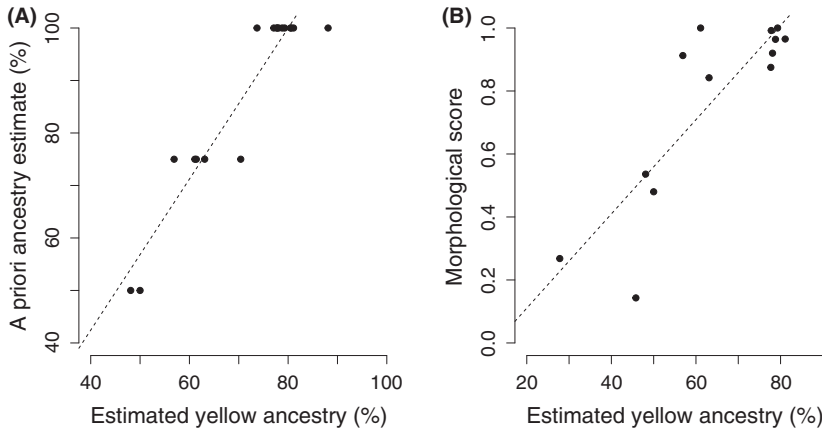 (A)
A priori ancestry estimate (%)
100
80
60
40
40 60 80 100
Estimated yellow ancestry (%)
(B)
Morphological score
1.0
0.8
0.6
0.4
0.2
0.0
20 40 60 80
Estimated yellow ancestry (%)